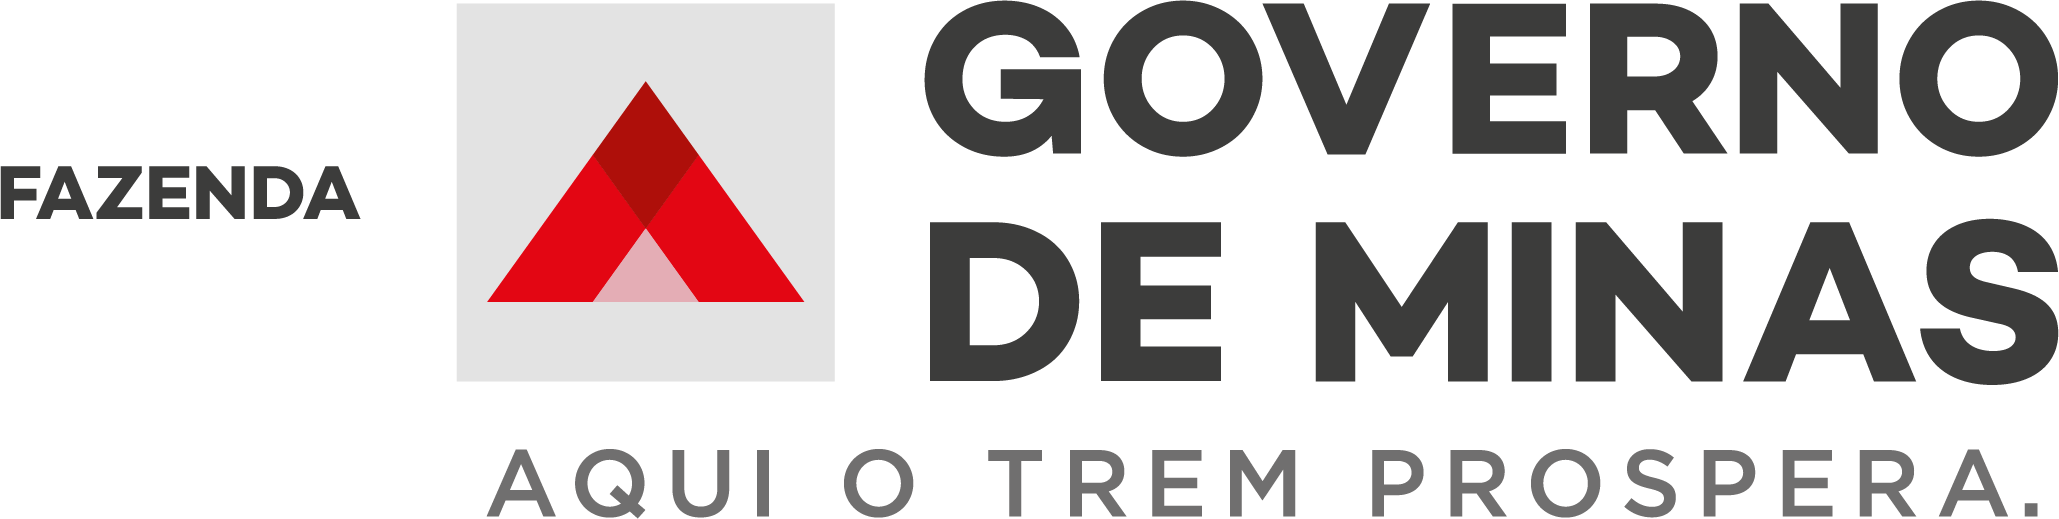 FAZENDA
GOVERNO
DE MINAS
AQUI O TREM PROSPERA.